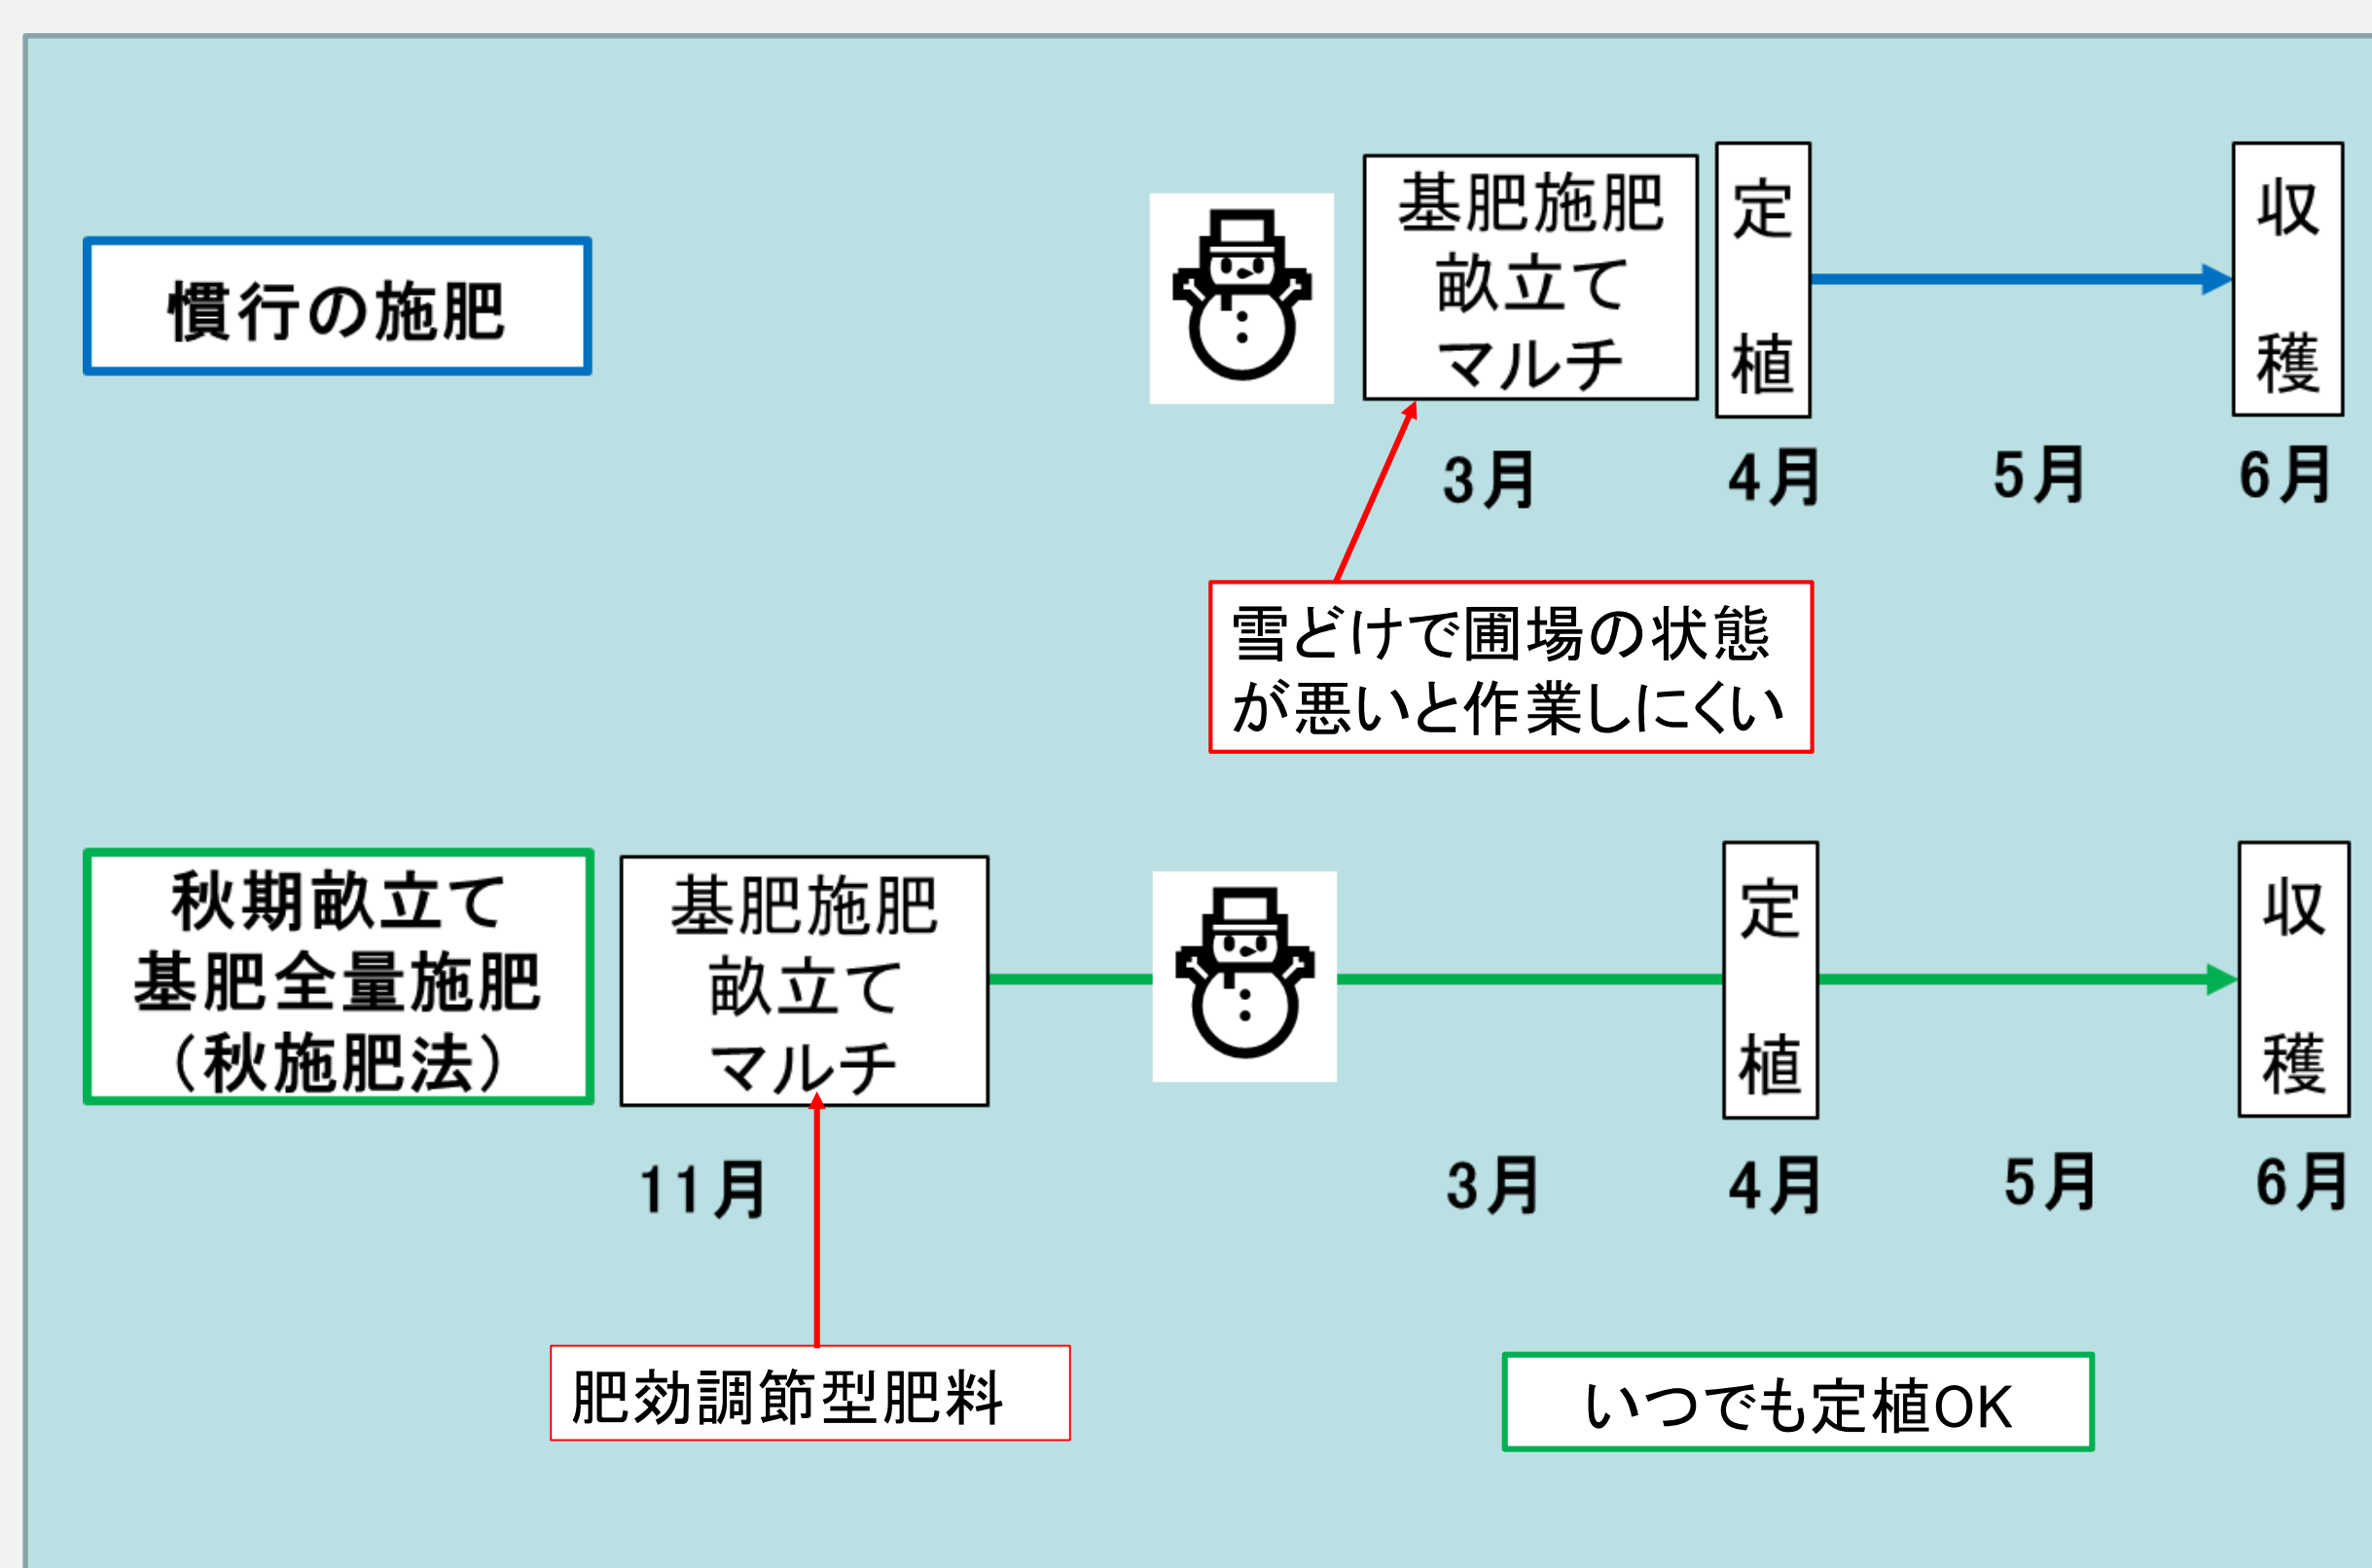 慣行の施肥
基肥施肥
畝立て
マルチ
定植
収穫
3月
4月
5月
6月
雪どけで圃場の状態
が悪いと作業しにくい
秋期畝立て
基肥全量施肥
（秋施肥法）
基肥施肥
畝立て
マルチ
定植
収穫
11月
3月
4月
5月
6月
肥効調節型肥料
いつでも定植OK